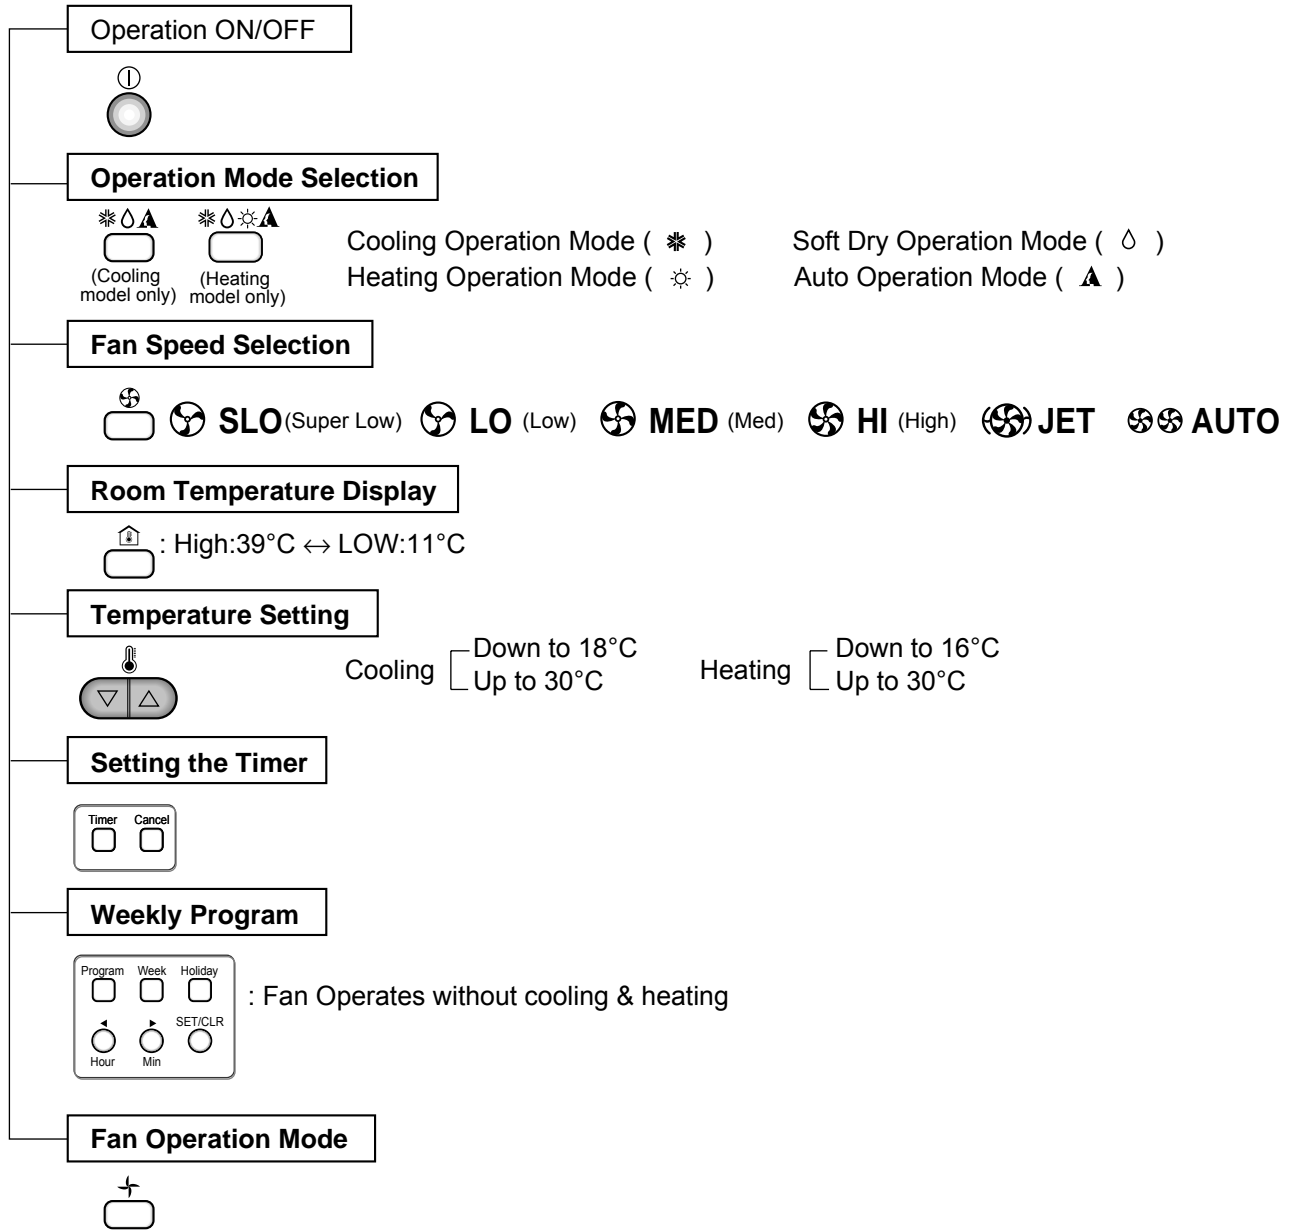 Operation ON/OFF
Operation Mode Selection
(Cooling model only)
(Heating model only)
Cooling Operation Mode ( ) Soft Dry Operation Mode ( )
Heating Operation Mode ( ) Auto Operation Mode ( )
Fan Speed Selection
SLO (Super Low) LO (Low) MED (Med) HI (High) JET AUTO
Room Temperature Display
: High:39°C ↔ LOW:11°C
Temperature Setting
Cooling Down to 18°C
Up to 30°C
Heating Down to 16°C
Up to 30°C
Setting the Timer
Timer Cancel
Weekly Program
Program Week Holiday
: Fan Operates without cooling & heating
SET/CLR
Hour Min
Fan Operation Mode